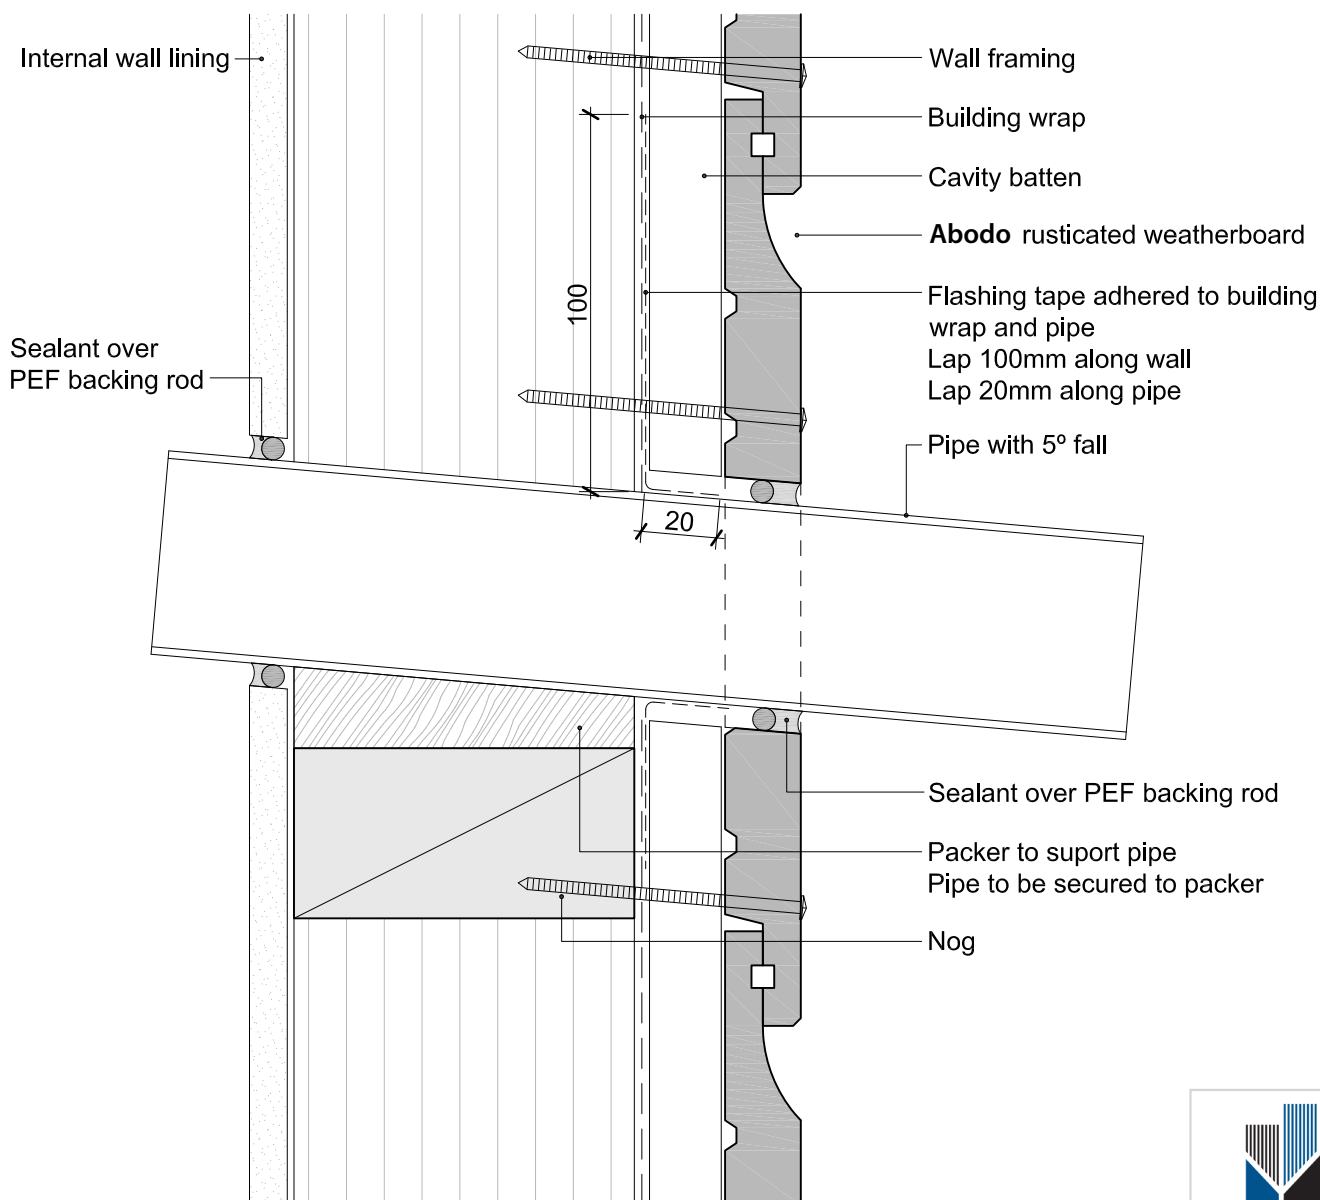 Internal wall lining
Sealant over
PEF backing rod
100
20
Wall framing
Building wrap
Cavity batten
Abodo rusticated weatherboard
Flashing tape adhered to building
wrap and pipe
Lap 100mm along wall
Lap 20mm along pipe
Pipe with 5º fall
Sealant over PEF backing rod
Packer to suport pipe
Pipe to be secured to packer
Nog